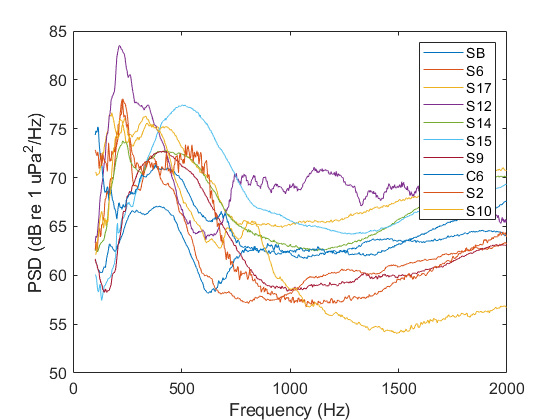 85
80
75
70
65
60
55
50
PSD (dB re 1 uPa²/Hz)
0
500
1000
1500
2000
Frequency (Hz)
SB
S6
S17
S12
S14
S15
S9
C6
S2
S10